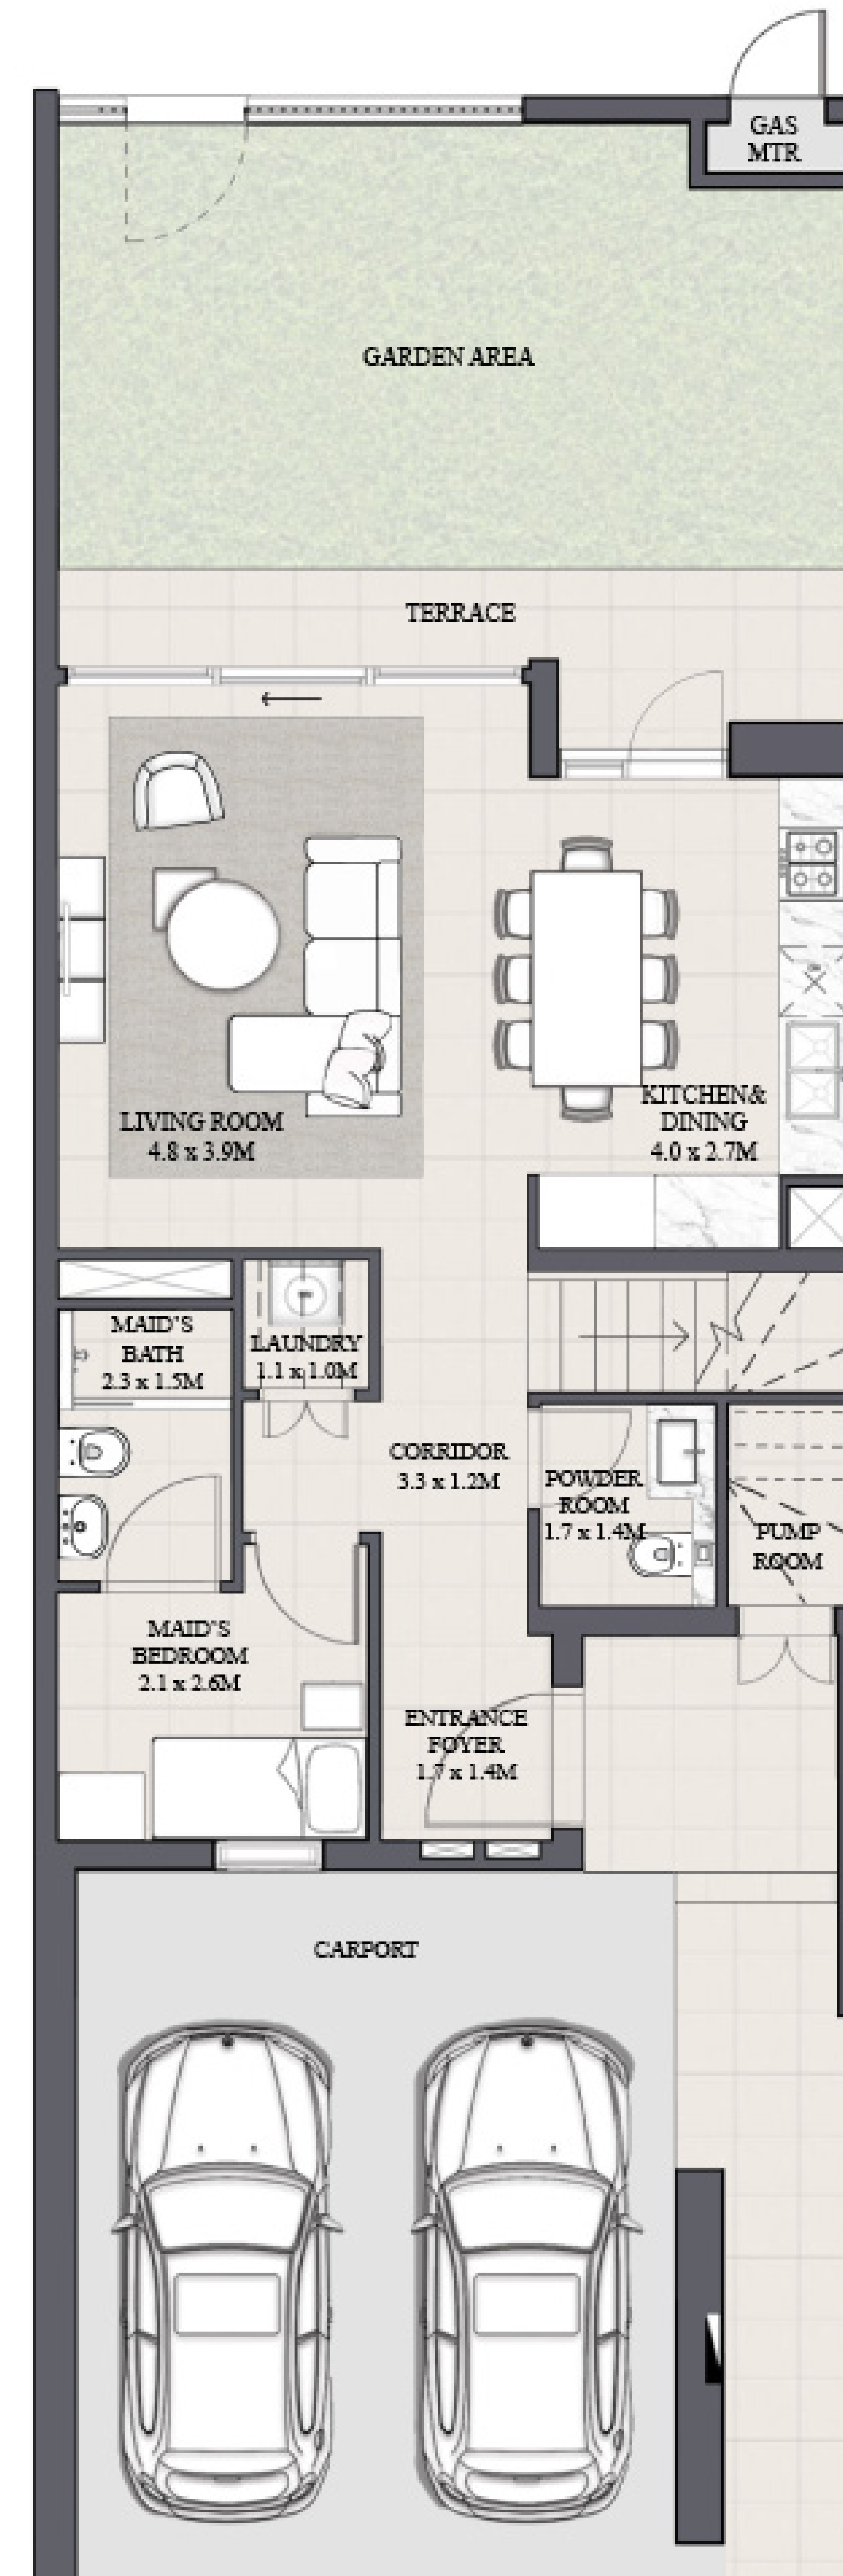 GAS
MTR
GARDEN AREA
TERRACE
KITCHEN&
DINING
4.0 x 2.7M
LIVING ROOM
4.8 x 3.9M
MAID'S
BATH
2.3 x 1.5M
LAUNDRY
1.1 x 1.0M
CORRIDOR
3.3 x 1.2M
POWDER
ROOM
1.7 x 1.4M
PUMP
ROOM
MAID'S
BEDROOM
2.1 x 2.6M
ENTRANCE
FOYER
1.7 x 1.4M
CARPORT